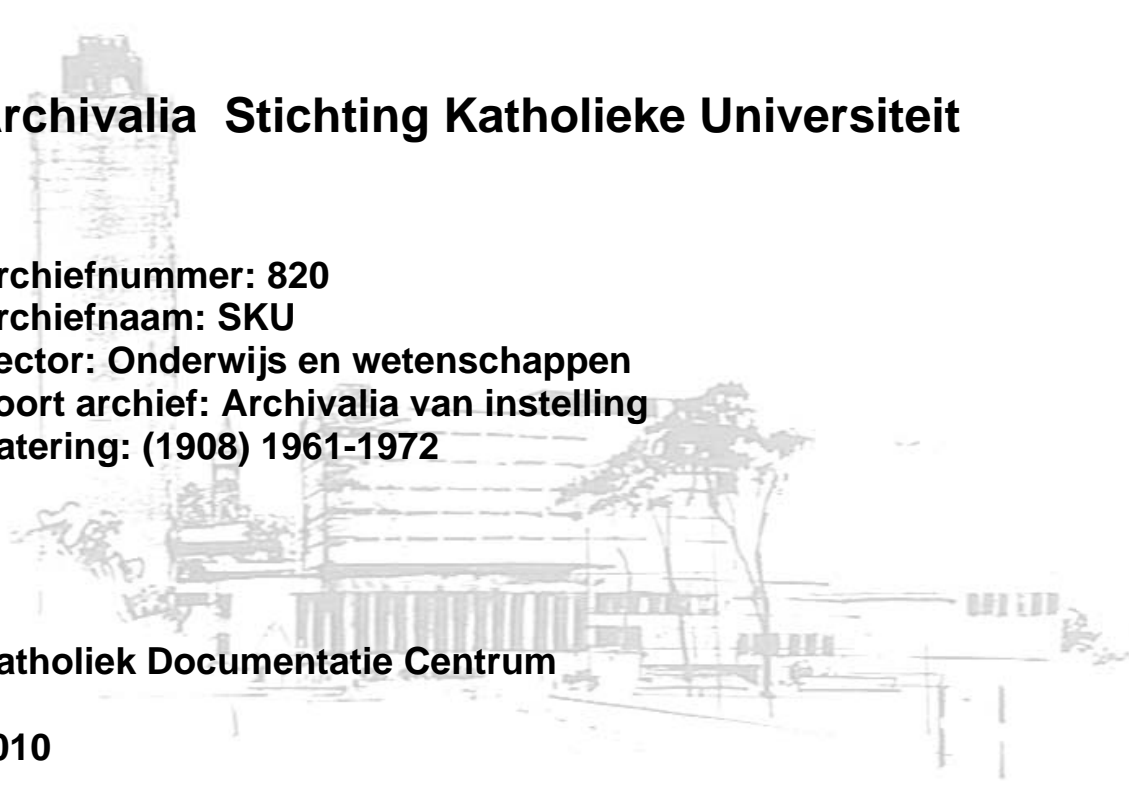 rchivalia Stichting Katholieke Universiteit
rchiefnummer: 820
rchiefnaam: SKU
ector: Onderwijs en wetenschappen
oort archief: Archivalia van instelling
atering: (1908) 1961-1972
atholiek Documentatie Centrum
010